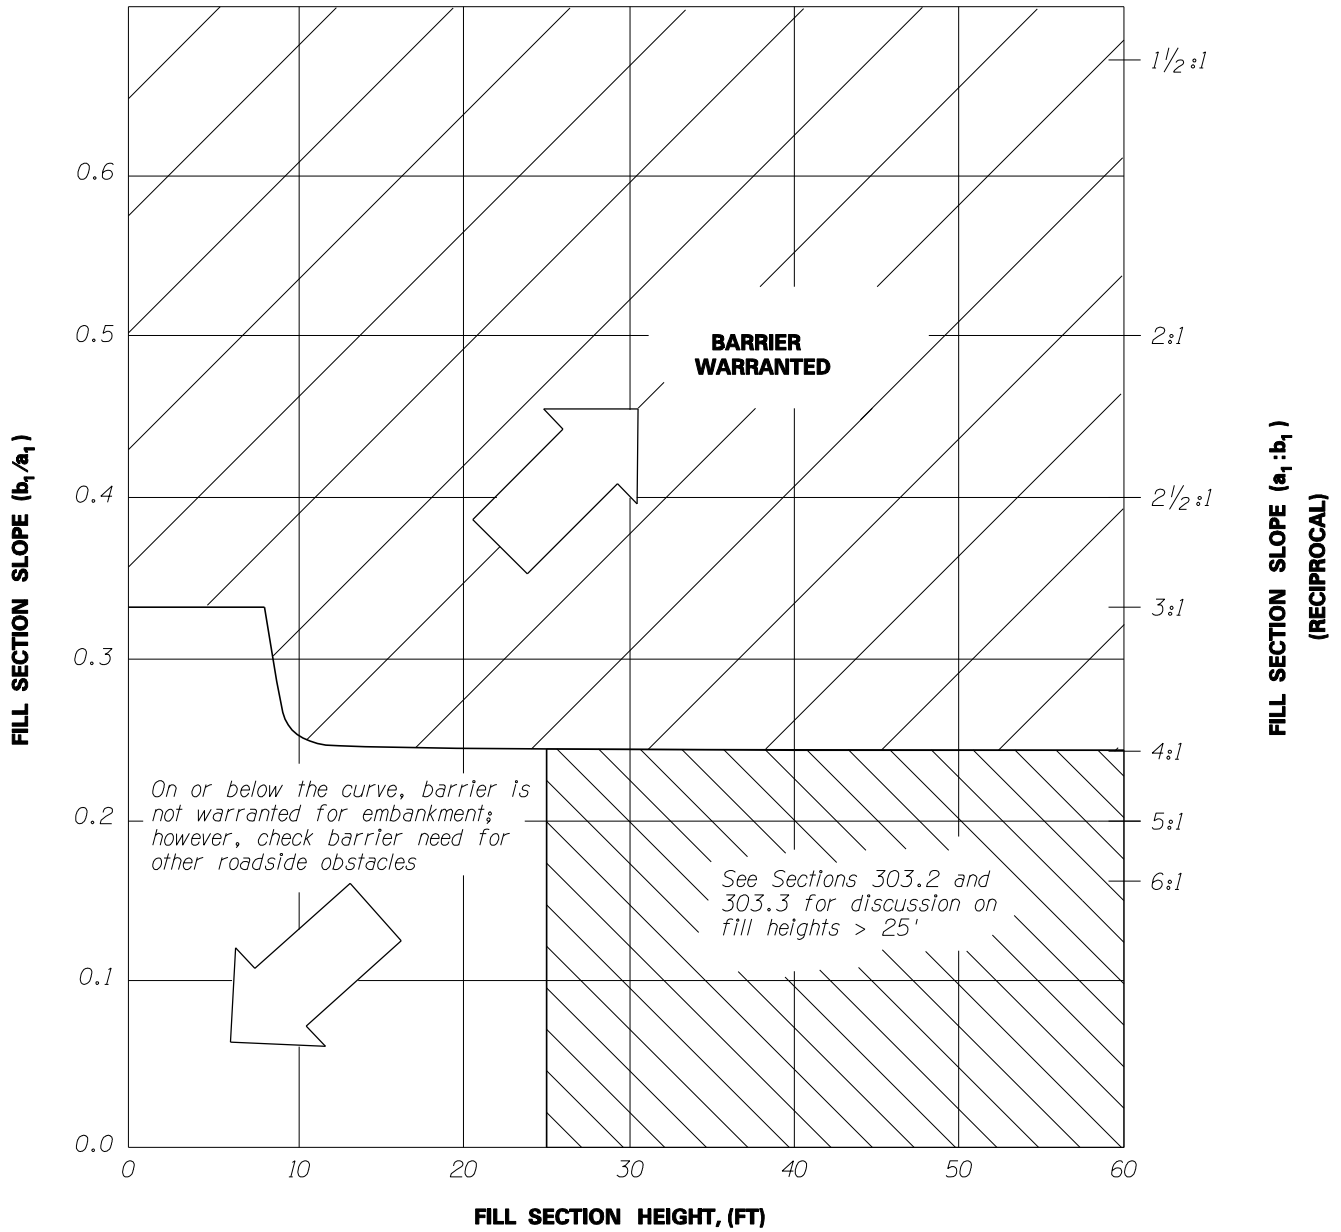 1½:1
0.6
0.5
BARRIER
WARRANTED
2:1
FILL SECTION SLOPE (b₁/a₁)
0.4
2½:1
FILL SECTION SLOPE (a₁:b₁)
(RECIPROCAL)
3:1
0.3
4:1
On or below the curve, barrier is
not warranted for embankment;
however, check barrier need for
other roadside obstacles
0.2
5:1
See Sections 303.2 and
303.3 for discussion on
fill heights > 25'
6:1
0.1
0.0
0 10 20 30 40 50 60
FILL SECTION HEIGHT, (FT)